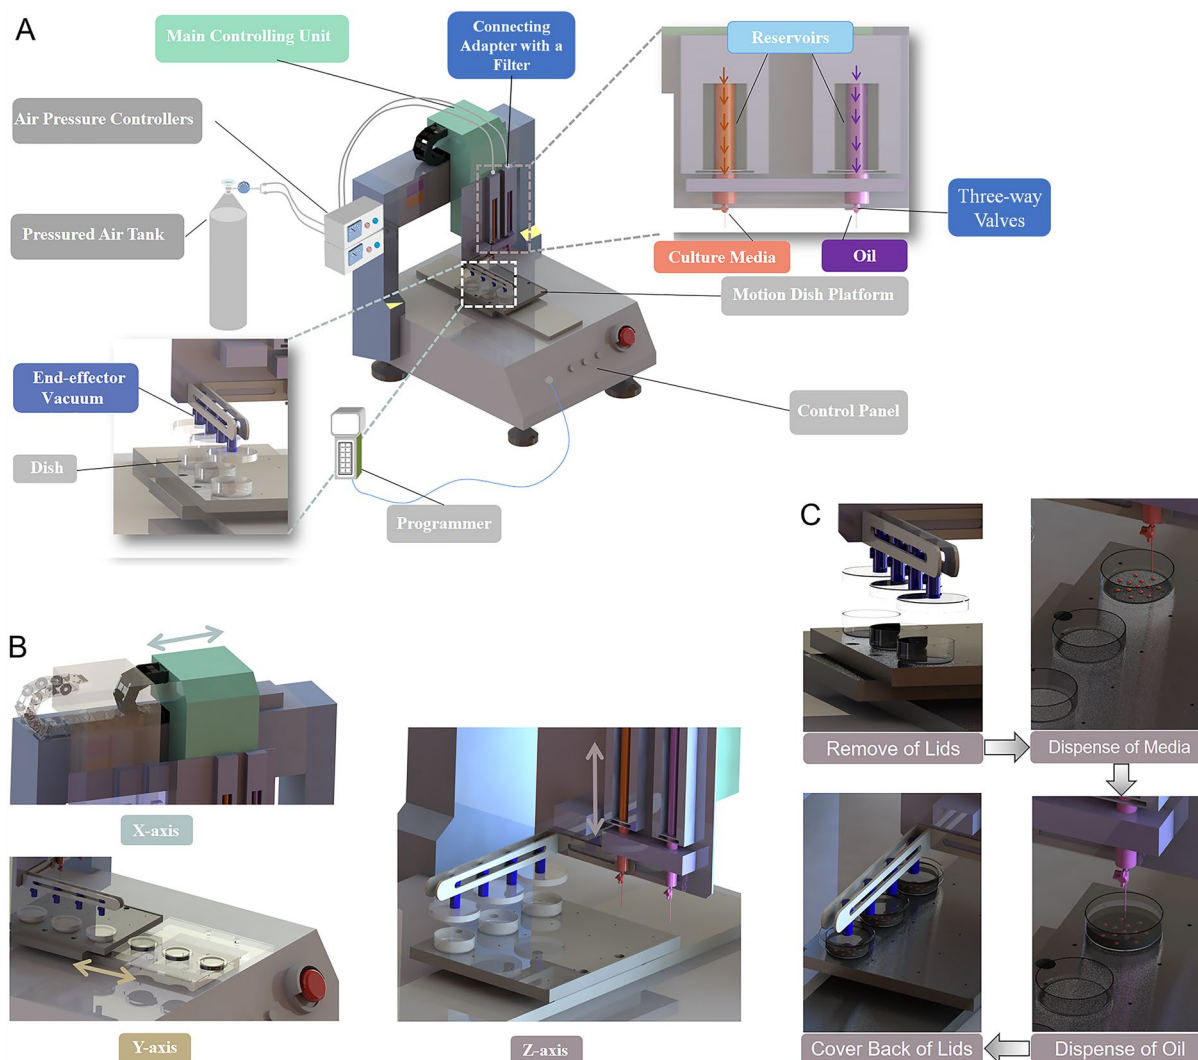 A
Main Controlling Unit
Connecting
Adapter with a
Filter
Reservoirs
Air Pressure Controllers
Three-way
Valves
Pressured Air Tank
Culture Media
Oil
Motion Dish Platform
End-effector
Vacuum
Control Panel
Dish
Programmer
B
X-axis
Y-axis
Z-axis
C
Remove of Lids
Dispense of Media
Cover Back of Lids
Dispense of Oil